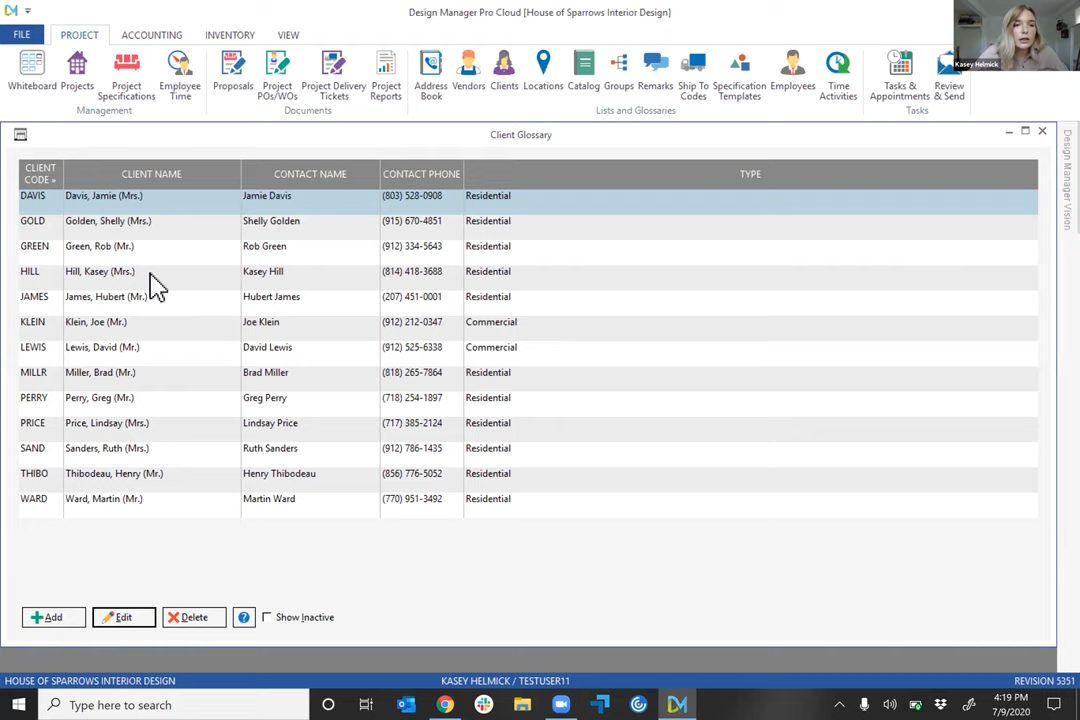 Design Manager Pro Cloud [House of Sparrows Interior Design]
FILE PROJECT ACCOUNTING INVENTORY VIEW
Whiteboard Projects Project Specifications Employee Time Proposals Project POs/WOs Project Delivery Tickets Project Reports Address Book Vendors Clients Locations Catalog Groups Remarks Ship To Codes Specification Templates Employees Time Activities Tasks & Appointments Review & Send
Management Documents Lists and Glossaries Tasks
Kasey Helmick
Client Glossary
Design Manager Vision
CLIENT CODE » CLIENT NAME CONTACT NAME CONTACT PHONE TYPE
DAVIS Davis, Jamie (Mrs.) Jamie Davis (803) 528-0908 Residential
GOLD Golden, Shelly (Mrs.) Shelly Golden (915) 670-4851 Residential
GREEN Green, Rob (Mr.) Rob Green (912) 334-5643 Residential
HILL Hill, Kasey (Mrs.) Kasey Hill (814) 418-3688 Residential
JAMES James, Hubert (Mr.) Hubert James (207) 451-0001 Residential
KLEIN Klein, Joe (Mr.) Joe Klein (912) 212-0347 Commercial
LEWIS Lewis, David (Mr.) David Lewis (912) 525-6338 Commercial
MILLR Miller, Brad (Mr.) Brad Miller (818) 265-7864 Residential
PERRY Perry, Greg (Mr.) Greg Perry (718) 254-1897 Residential
PRICE Price, Lindsay (Mrs.) Lindsay Price (717) 385-2124 Residential
SAND Sanders, Ruth (Mrs.) Ruth Sanders (912) 786-1435 Residential
THIBO Thibodeau, Henry (Mr.) Henry Thibodeau (856) 776-5052 Residential
WARD Ward, Martin (Mr.) Martin Ward (770) 951-3492 Residential
Add Edit Delete ? Show Inactive
HOUSE OF SPARROWS INTERIOR DESIGN KASEY HELMICK / TESTUSER11 REVISION 5351
Type here to search
4:19 PM
7/9/2020